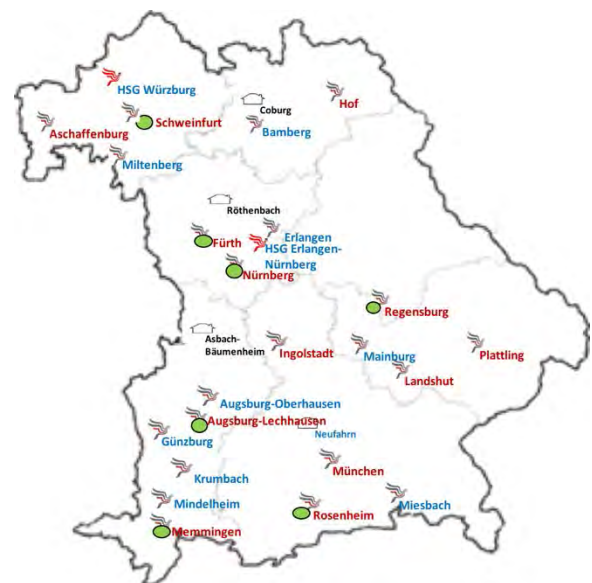 HSG Würzburg
Hof
Coburg
Schweinfurt
Aschaffenburg
Bamberg
Miltenberg
Röthenbach
Erlangen
Fürth
HSG Erlangen-
Nürnberg
Nürnberg
Regensburg
Asbach-
Bäumenheim
Ingolstadt
Mainburg
Plattling
Landshut
Augsburg-Oberhausen
Augsburg-Lechhausen
Günzburg
Neufahrn
München
Krumbach
Mindelheim
Miesbach
Rosenheim
Memmingen